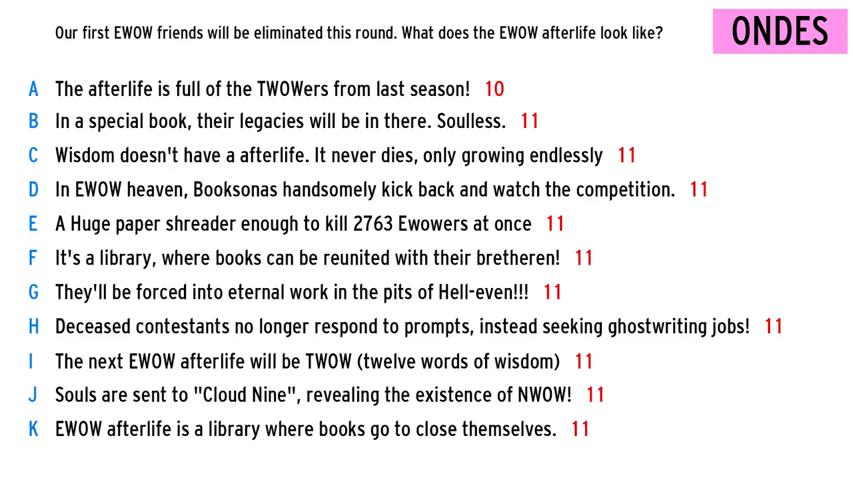 Our first EWOW friends will be eliminated this round. What does the EWOW afterlife look like?
ONDES
A The afterlife is full of the TWOWers from last season! 10
B In a special book, their legacies will be in there. Soulless. 11
C Wisdom doesn't have a afterlife. It never dies, only growing endlessly 11
D In EWOW heaven, Booksonas handsomely kick back and watch the competition. 11
E A Huge paper shreader enough to kill 2763 Ewowers at once 11
F It's a library, where books can be reunited with their bretheren! 11
G They'll be forced into eternal work in the pits of Hell-even!!! 11
H Deceased contestants no longer respond to prompts, instead seeking ghostwriting jobs! 11
I The next EWOW afterlife will be TWOW (twelve words of wisdom) 11
J Souls are sent to "Cloud Nine", revealing the existence of NWOW! 11
K EWOW afterlife is a library where books go to close themselves. 11